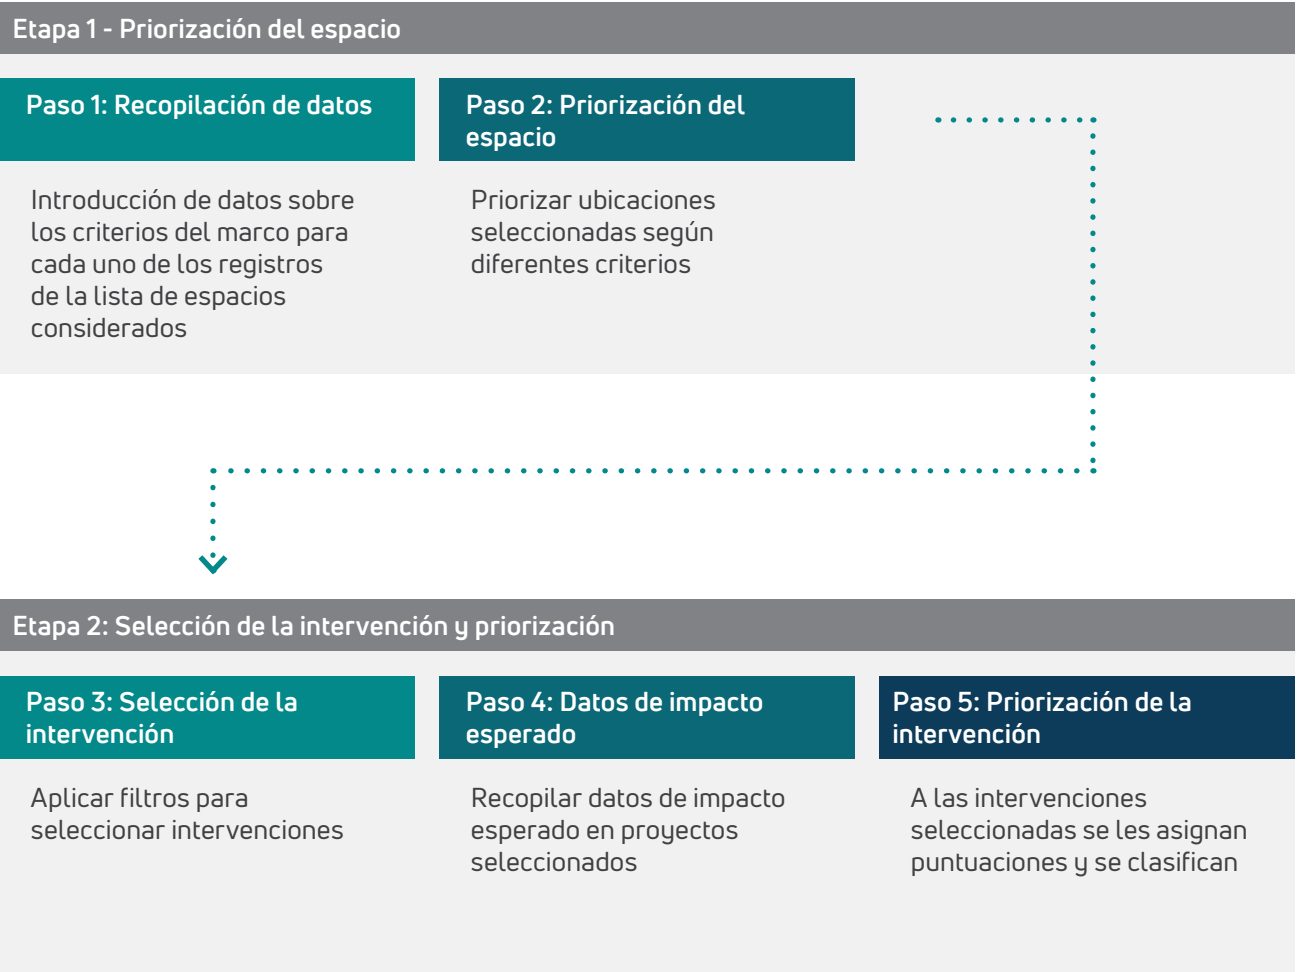 Etapa 1 - Priorización del espacio
Paso 1: Recopilación de datos
Introducción de datos sobre
los criterios del marco para
cada uno de los registros
de la lista de espacios
considerados
Paso 2: Priorización del
espacio
Priorizar ubicaciones
seleccionadas según
diferentes criterios
Etapa 2: Selección de la intervención y priorización
Paso 3: Selección de la
intervención
Aplicar filtros para
seleccionar intervenciones
Paso 4: Datos de impacto
esperado
Recopilar datos de impacto
esperado en proyectos
seleccionados
Paso 5: Priorización de la
intervención
A las intervenciones
seleccionadas se les asignan
puntuaciones y se clasifican